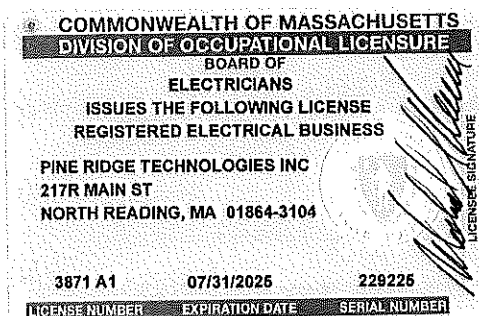 COMMONWEALTH OF MASSACHUSETTS
DIVISION OF OCCUPATIONAL LICENSURE
BOARD OF
ELECTRICIANS
ISSUES THE FOLLOWING LICENSE
REGISTERED ELECTRICAL BUSINESS
PINE RIDGE TECHNOLOGIES INC
217R MAIN ST
NORTH READING, MA 01864-3104
3871 A1 07/31/2025 229225
LICENSE NUMBER EXPIRATION DATE SERIAL NUMBER
LICENSEE SIGNATURE